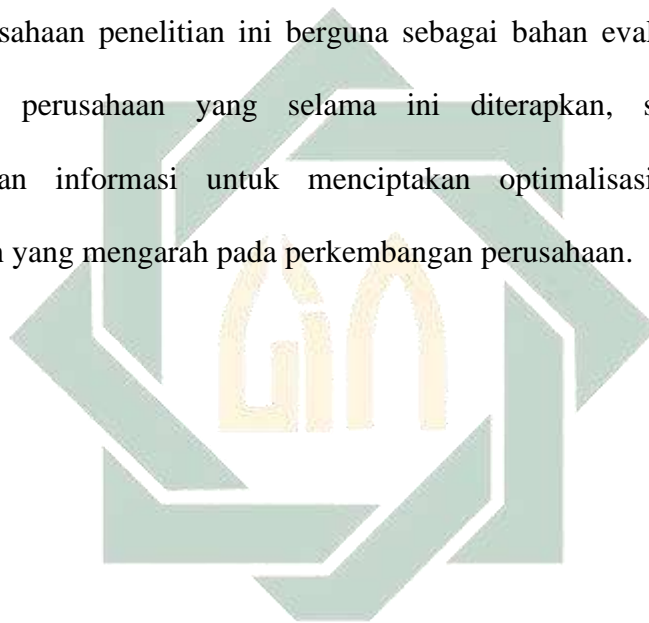 sahaan penelitian ini berguna sebagai bahan eval
perusahaan yang selama ini diterapkan, s
an informasi untuk menciptakan optimalisasi
yang mengarah pada perkembangan perusahaan.
uin